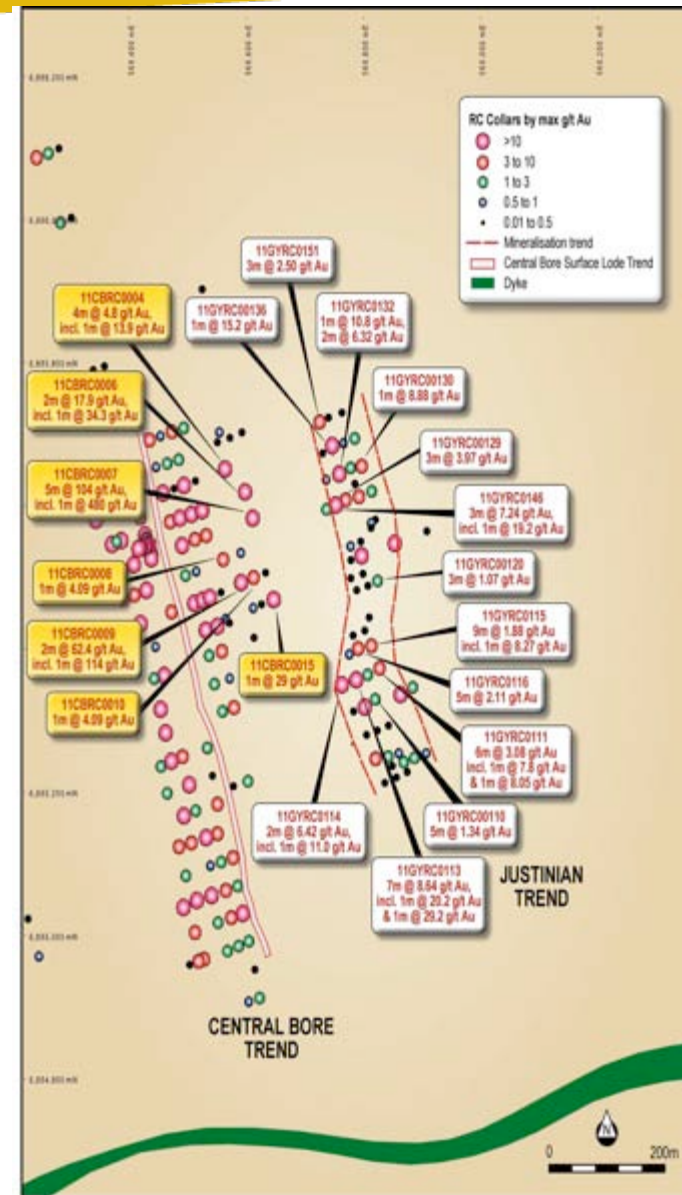 RC Collars by max g/t Au
>10
3 to 10
1 to 3
0.5 to 1
0.01 to 0.5
Mineralisation trend
Central Bore Surface Lode Trend
Dyke
11GYRC0151
3m @ 2.50 g/t Au
11CBRC0004
4m @ 4.8 g/t Au,
incl. 1m @ 13.9 g/t Au
11GYRC00136
1m @ 15.2 g/t Au
11GYRC0132
1m @ 10.8 g/t Au,
2m @ 6.32 g/t Au
11CBRC0006
2m @ 17.9 g/t Au,
incl. 1m @ 34.3 g/t Au
11GYRC00130
1m @ 8.88 g/t Au
11GYRC00129
3m @ 3.97 g/t Au
11CBRC0007
5m @ 104 g/t Au,
incl. 1m @ 480 g/t Au
11GYRC0146
3m @ 7.24 g/t Au,
incl. 1m @ 19.2 g/t Au
11CBRC0008
1m @ 4.09 g/t Au
11GYRC00120
3m @ 1.07 g/t Au
11CBRC0009
2m @ 62.4 g/t Au,
incl. 1m @ 114 g/t Au
11GYRC0115
9m @ 1.88 g/t Au
incl. 1m @ 8.27 g/t Au
11CBRC0015
1m @ 29 g/t Au
11GYRC0116
5m @ 2.11 g/t Au
11CBRC0010
1m @ 4.09 g/t Au
11GYRC0111
6m @ 3.08 g/t Au
incl. 1m @ 7.8 g/t Au
& 1m @ 8.05 g/t Au
11GYRC0114
2m @ 6.42 g/t Au,
incl. 1m @ 11.0 g/t Au
11GYRC00110
5m @ 1.34 g/t Au
11GYRC0113
7m @ 8.64 g/t Au,
incl. 1m @ 20.2 g/t Au
& 1m @ 29.2 g/t Au
JUSTINIAN
TREND
CENTRAL BORE
TREND
N
0 200m